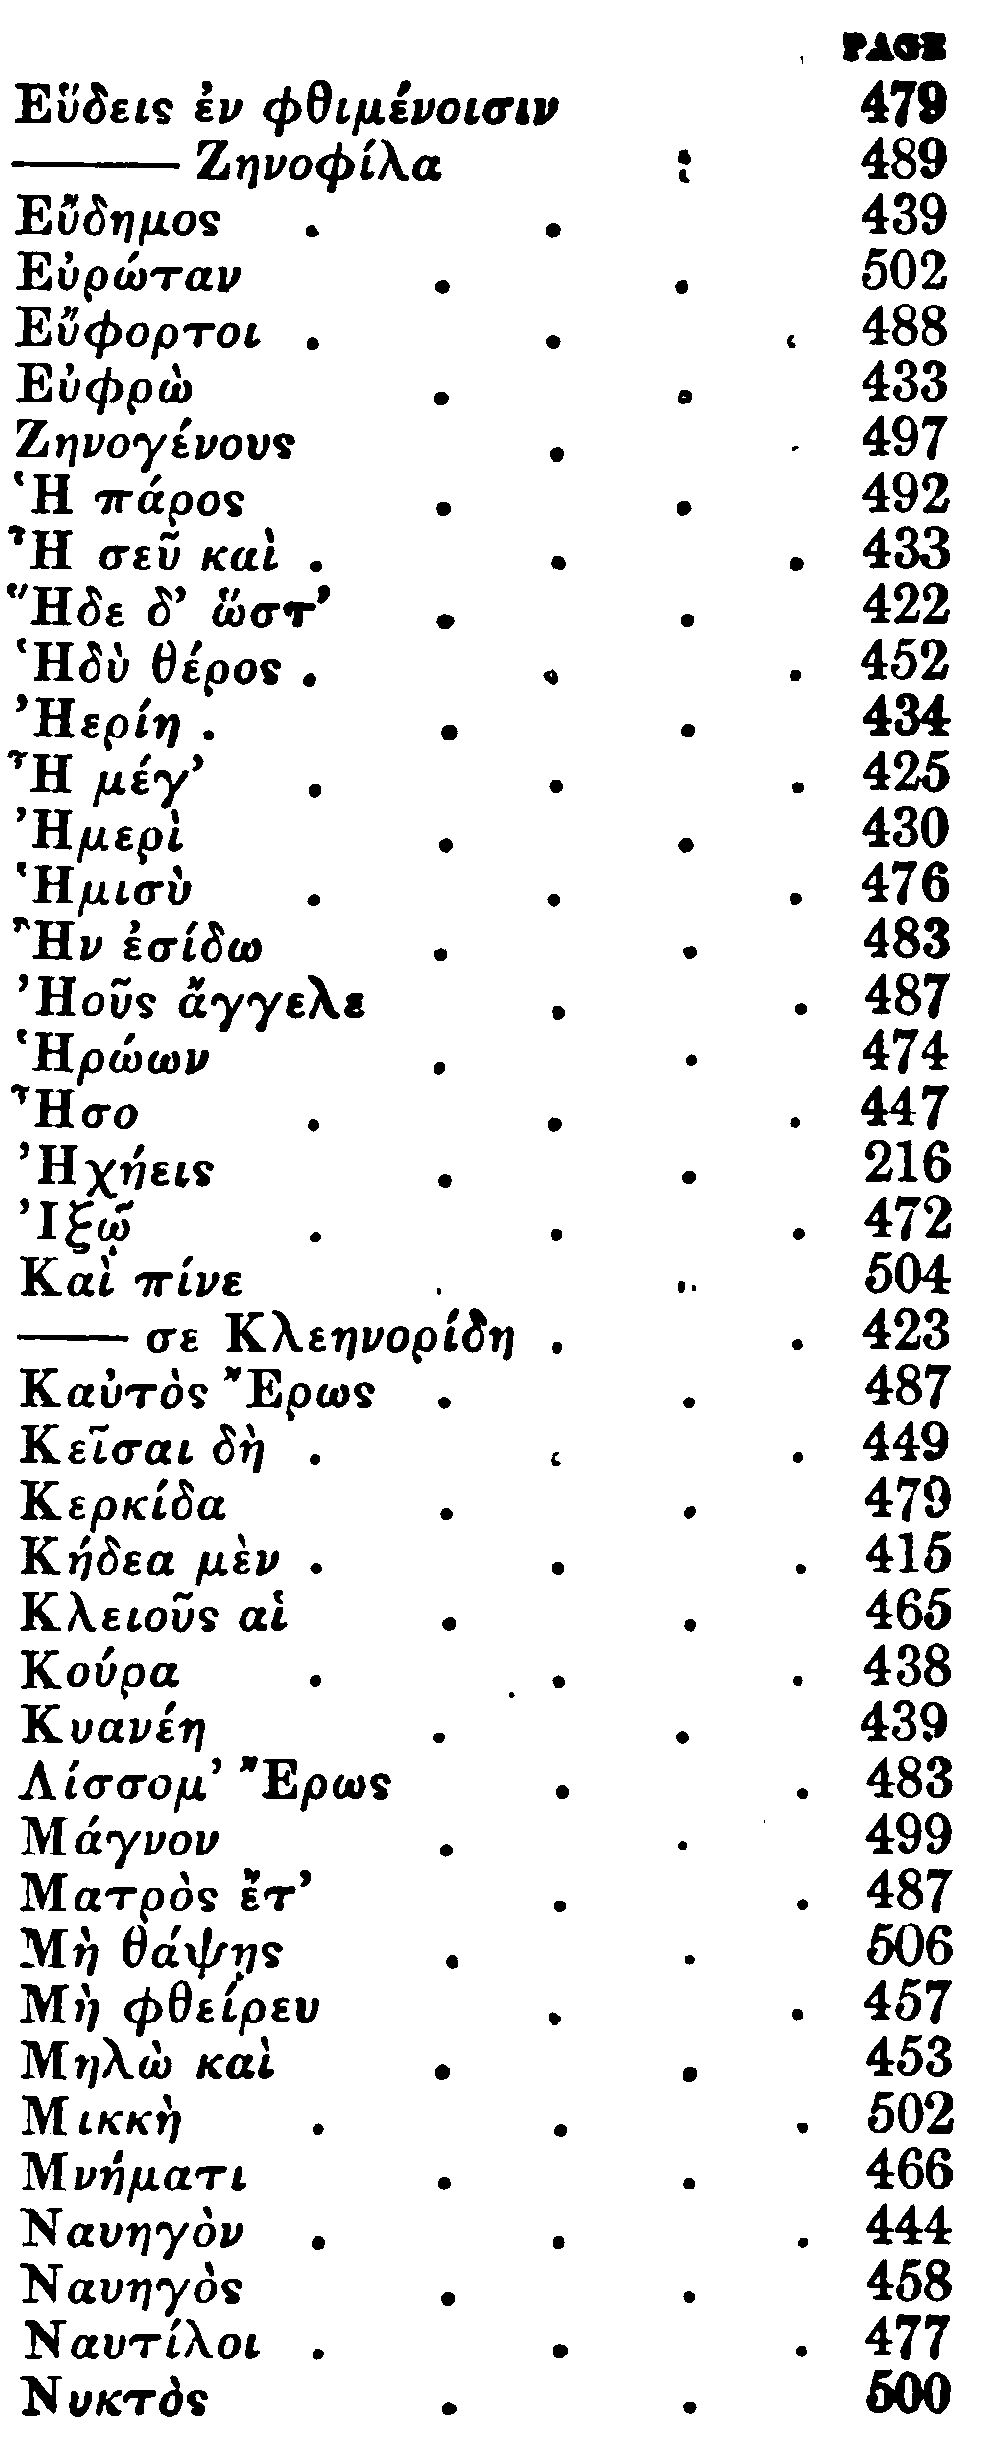 PAGE
Εὕδεις ἐν φθιμένοισιν 479
—— Ζηνοφίλα : 489
Εὔδημος . . 439
Εὐρώταν . . 502
Εὔφορτοι . . . 488
Εὐφρὼ . . 433
Ζηνογένους . . 497
Ἡ πάρος . . 492
Ἦ σεῦ καὶ . . . 433
Ἥδε δ’ ὥστ’ . . 422
Ἡδὺ θέρος . . . 452
Ἠερίη . . . 434
Ἦ μέγ’ . . . 425
Ἠμερὶ . . 430
Ἡμισὺ . . . 476
Ἢν ἐσίδω . . 483
Ἠοῦς ἄγγελε . . 487
Ἡρώων . . 474
Ἦσο . . . 447
Ἠχήεις . . 216
Ἰξῷ . . . 472
Καὶ πίνε . . 504
—— σε Κλεηνορίδη . . 423
Καὐτὸς Ἔρως . . 487
Κεῖσαι δὴ . . . 449
Κερκίδα . . 479
Κήδεα μὲν . . . 415
Κλειοῦς αἱ . . 465
Κούρα . . . 438
Κυανέη . . 439
Λίσσομ’ Ἔρως . . 483
Μάγνον . . 499
Ματρὸς ἔτ’ . . 487
Μὴ θάψῃς . . 506
Μὴ φθείρευ . . 457
Μηλὼ καὶ . . 453
Μικκὴ . . . 502
Μνήματι . . 466
Ναυηγὸν . . . 444
Ναυηγὸς . . 458
Ναυτίλοι . . . 477
Νυκτὸς . . 500